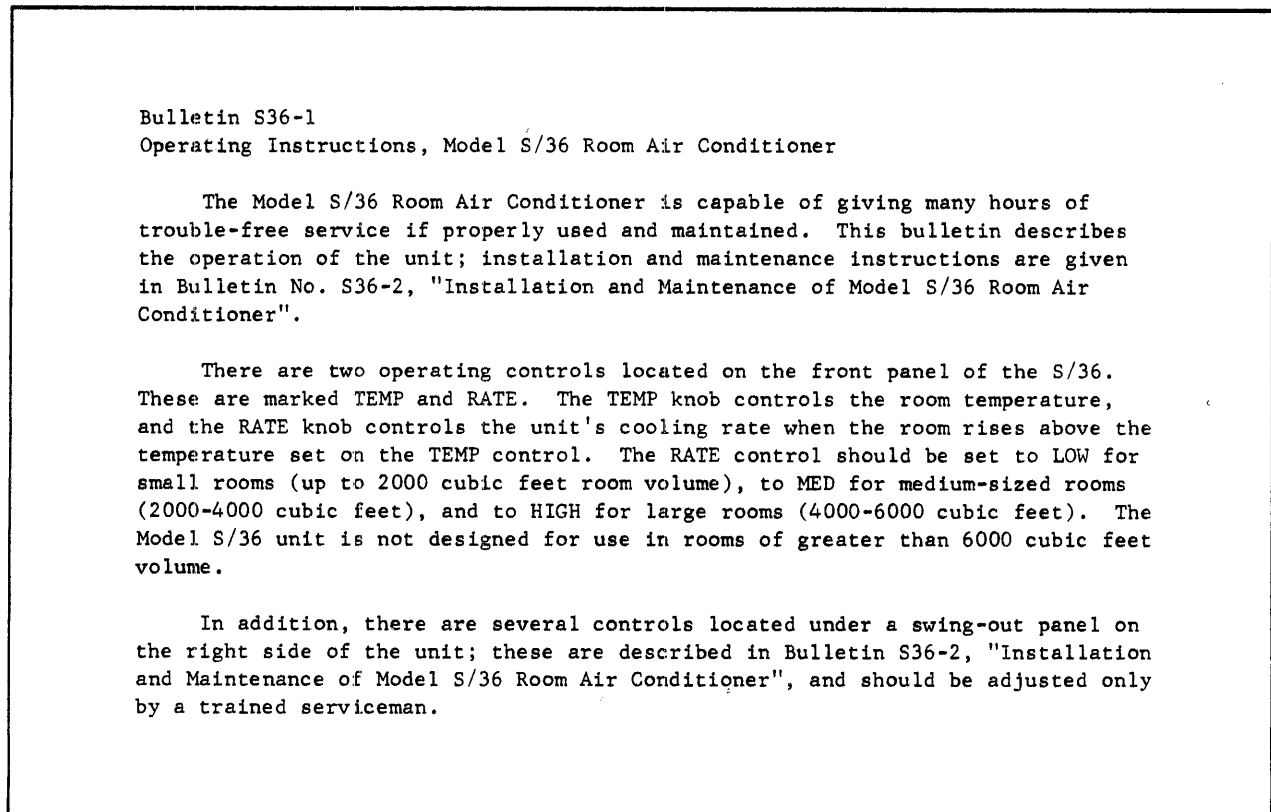 Bulletin S36-1
Operating Instructions, Model S/36 Room Air Conditioner
The Model S/36 Room Air Conditioner is capable of giving many hours of
trouble-free service if properly used and maintained. This bulletin describes
the operation of the unit; installation and maintenance instructions are given
in Bulletin No. S36-2, "Installation and Maintenance of Model S/36 Room Air
Conditioner".
There are two operating controls located on the front panel of the S/36.
These are marked TEMP and RATE. The TEMP knob controls the room temperature,
and the RATE knob controls the unit's cooling rate when the room rises above the
temperature set on the TEMP control. The RATE control should be set to LOW for
small rooms (up to 2000 cubic feet room volume), to MED for medium-sized rooms
(2000-4000 cubic feet), and to HIGH for large rooms (4000-6000 cubic feet). The
Model S/36 unit is not designed for use in rooms of greater than 6000 cubic feet
volume.
In addition, there are several controls located under a swing-out panel on
the right side of the unit; these are described in Bulletin S36-2, "Installation
and Maintenance of Model S/36 Room Air Conditioner", and should be adjusted only
by a trained serviceman.